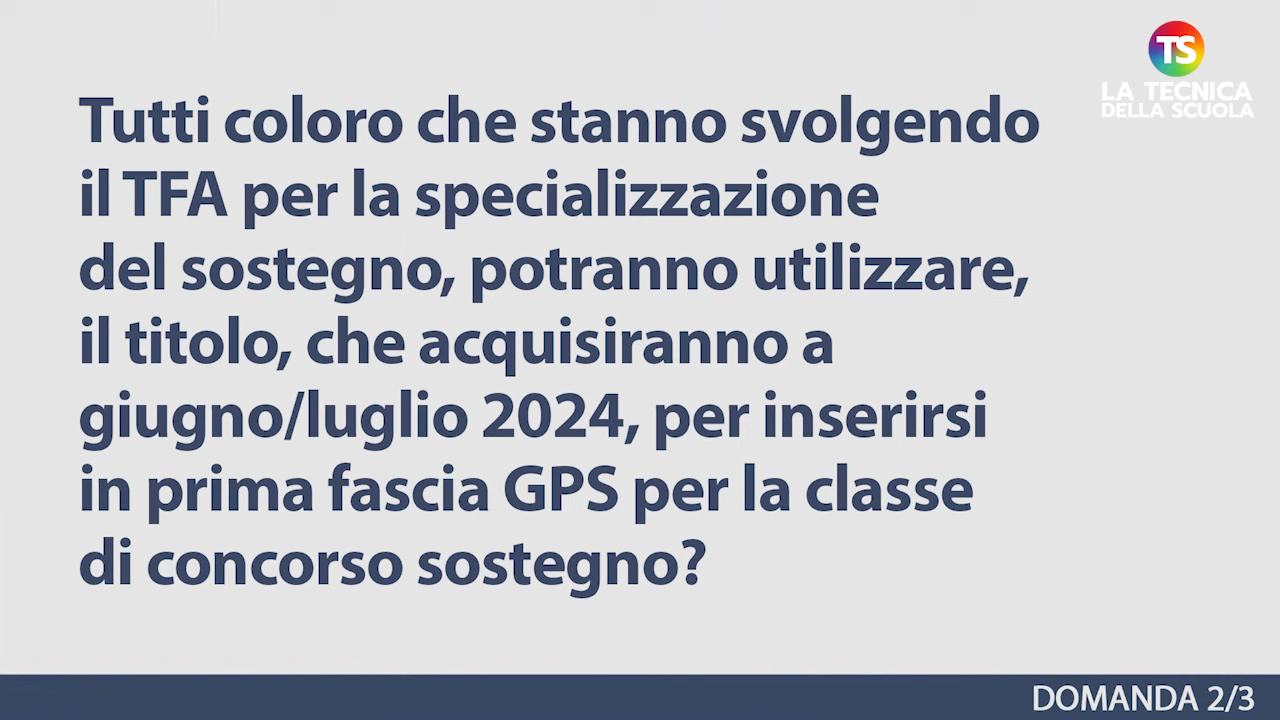 TS
LA TECNICA
DELLA SCUOLA
Tutti coloro che stanno svolgendo
il TFA per la specializzazione
del sostegno, potranno utilizzare,
il titolo, che acquisiranno a
giugno/luglio 2024, per inserirsi
in prima fascia GPS per la classe
di concorso sostegno?
DOMANDA 2/3